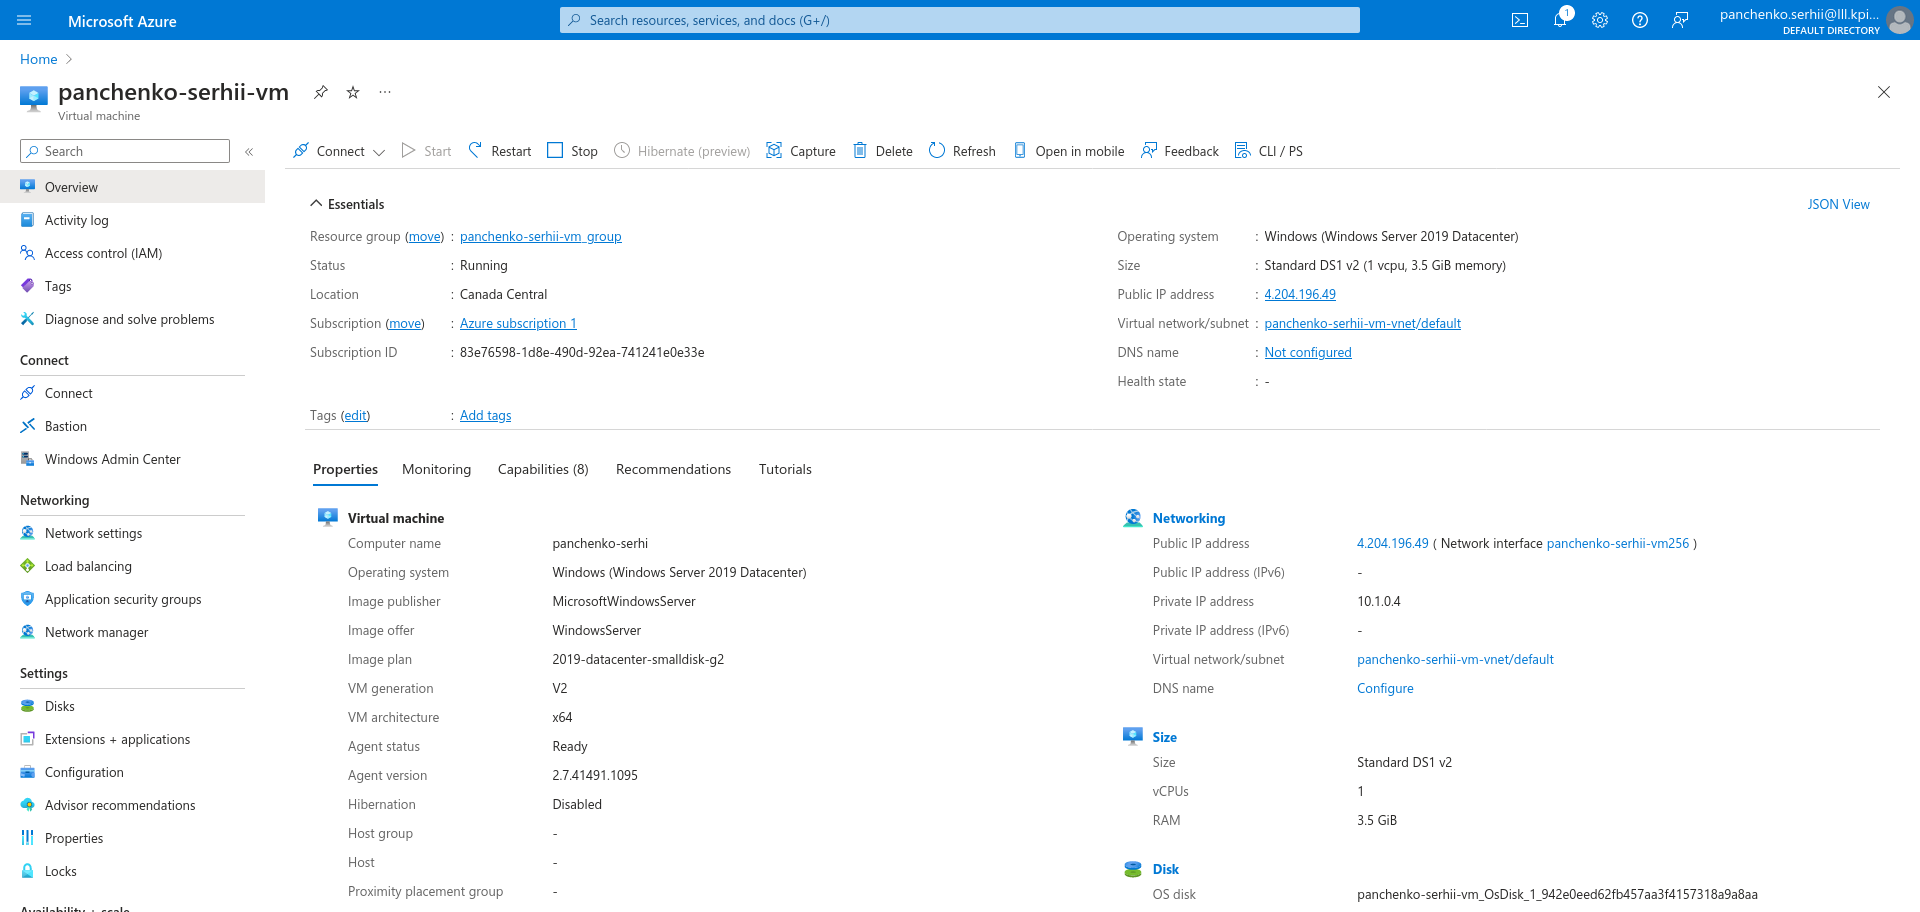 Microsoft Azure
Search resources, services, and docs (G+/)
1
panchenko.serhii@lll.kpi...
DEFAULT DIRECTORY
Home
panchenko-serhii-vm
Virtual machine
Search
Overview
Activity log
Access control (IAM)
Tags
Diagnose and solve problems
Connect
Connect
Bastion
Windows Admin Center
Networking
Network settings
Load balancing
Application security groups
Network manager
Settings
Disks
Extensions + applications
Configuration
Advisor recommendations
Properties
Locks
Availability + scale
Connect Start Restart Stop Hibernate (preview) Capture Delete Refresh Open in mobile Feedback CLI / PS
Essentials
JSON View
Resource group (move) : panchenko-serhii-vm_group
Status : Running
Location : Canada Central
Subscription (move) : Azure subscription 1
Subscription ID : 83e76598-1d8e-490d-92ea-741241e0e33e
Operating system : Windows (Windows Server 2019 Datacenter)
Size : Standard DS1 v2 (1 vcpu, 3.5 GiB memory)
Public IP address : 4.204.196.49
Virtual network/subnet : panchenko-serhii-vm-vnet/default
DNS name : Not configured
Health state : -
Tags (edit) : Add tags
Properties Monitoring Capabilities (8) Recommendations Tutorials
Virtual machine
Computer name panchenko-serhi
Operating system Windows (Windows Server 2019 Datacenter)
Image publisher MicrosoftWindowsServer
Image offer WindowsServer
Image plan 2019-datacenter-smalldisk-g2
VM generation V2
VM architecture x64
Agent status Ready
Agent version 2.7.41491.1095
Hibernation Disabled
Host group -
Host -
Proximity placement group -
Networking
Public IP address 4.204.196.49 ( Network interface panchenko-serhii-vm256 )
Public IP address (IPv6) -
Private IP address 10.1.0.4
Private IP address (IPv6) -
Virtual network/subnet panchenko-serhii-vm-vnet/default
DNS name Configure
Size
Size Standard DS1 v2
vCPUs 1
RAM 3.5 GiB
Disk
OS disk panchenko-serhii-vm_OsDisk_1_942e0eed62fb457aa3f4157318a9a8aa